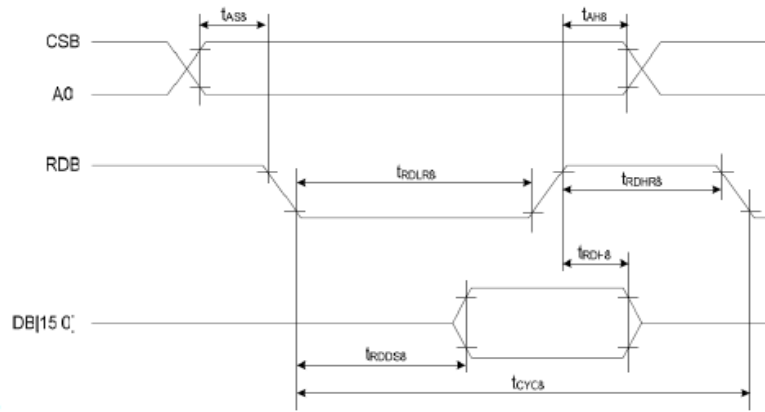 tAS8 tAH8
CSB
A0
RDB
tRDLR8
tRDHR8
tRDH8
DB[15:0]
tRDDS8
tCYC8